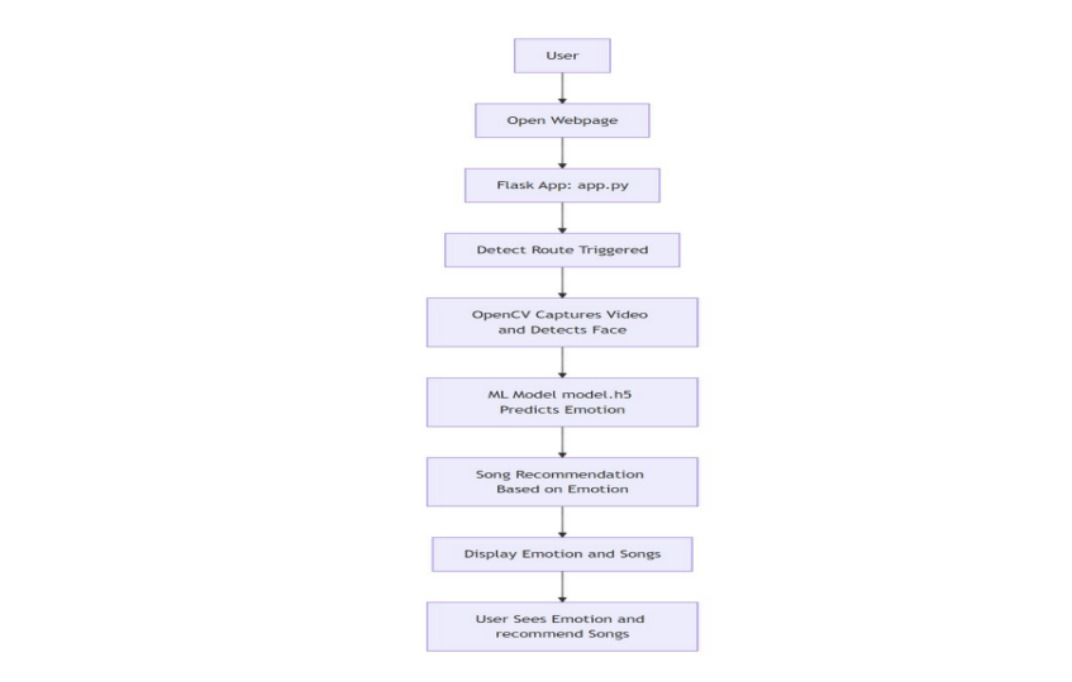 User
Open Webpage
Flask App: app.py
Detect Route Triggered
OpenCV Captures Video
and Detects Face
ML Model model.h5
Predicts Emotion
Song Recommendation
Based on Emotion
Display Emotion and Songs
User Sees Emotion and
recommend Songs